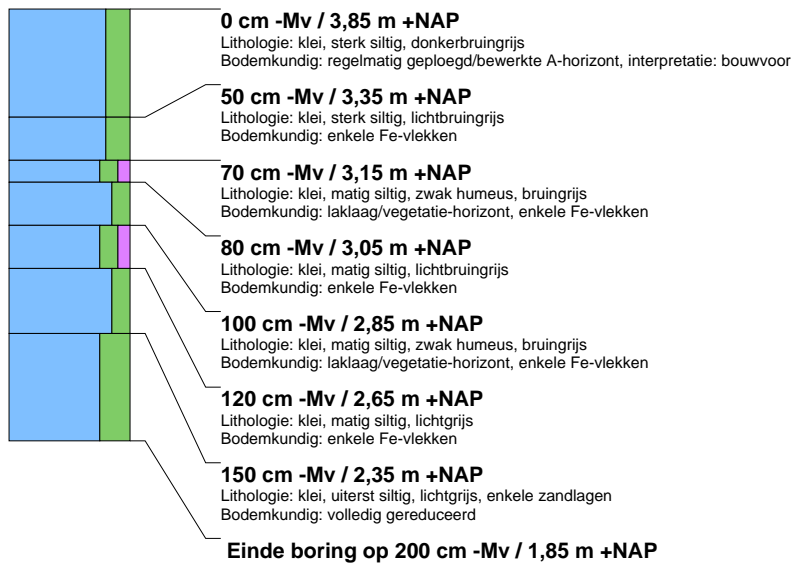 0 cm -Mv / 3,85 m +NAP
Lithologie: klei, sterk siltig, donkerbruingrijs
Bodemkundig: regelmatig geploegd/bewerkte A-horizont, interpretatie: bouwvoor
50 cm -Mv / 3,35 m +NAP
Lithologie: klei, sterk siltig, lichtbruingrijs
Bodemkundig: enkele Fe-vlekken
70 cm -Mv / 3,15 m +NAP
Lithologie: klei, matig siltig, zwak humeus, bruingrijs
Bodemkundig: laklaag/vegetatie-horizont, enkele Fe-vlekken
80 cm -Mv / 3,05 m +NAP
Lithologie: klei, matig siltig, lichtbruingrijs
Bodemkundig: enkele Fe-vlekken
100 cm -Mv / 2,85 m +NAP
Lithologie: klei, matig siltig, zwak humeus, bruingrijs
Bodemkundig: laklaag/vegetatie-horizont, enkele Fe-vlekken
120 cm -Mv / 2,65 m +NAP
Lithologie: klei, matig siltig, lichtgrijs
Bodemkundig: enkele Fe-vlekken
150 cm -Mv / 2,35 m +NAP
Lithologie: klei, uiterst siltig, lichtgrijs, enkele zandlagen
Bodemkundig: volledig gereduceerd
Einde boring op 200 cm -Mv / 1,85 m +NAP